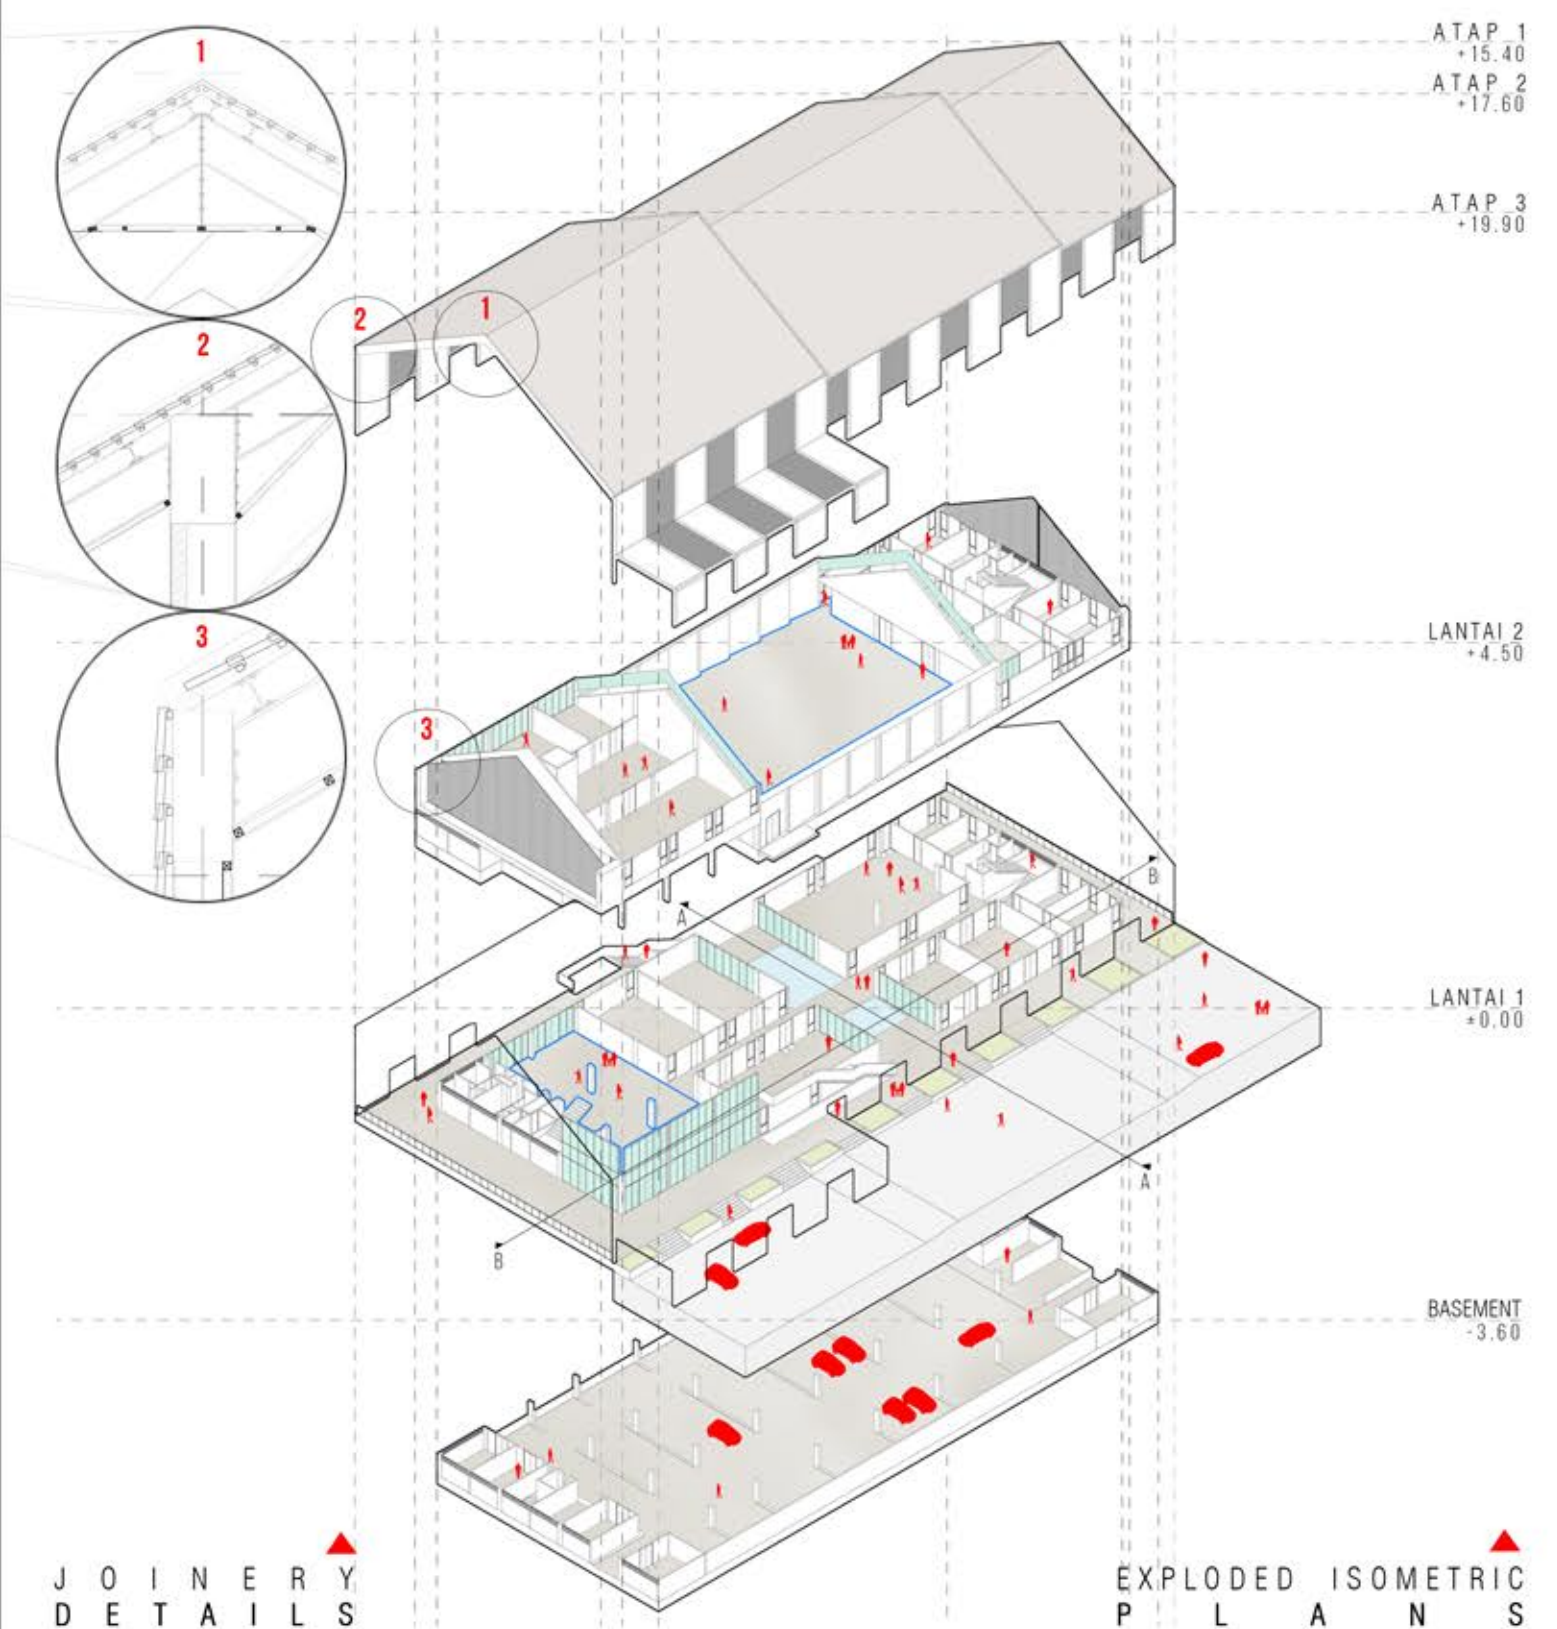 1
ATAP 1
+15.40
ATAP 2
+17.60
ATAP 3
+19.90
2
1
2
3
LANTAI 2
+4.50
3
A
B
LANTAI 1
±0.00
A
B
BASEMENT
-3.60
JOINERY
DETAILS
EXPLODED ISOMETRIC
PLANS